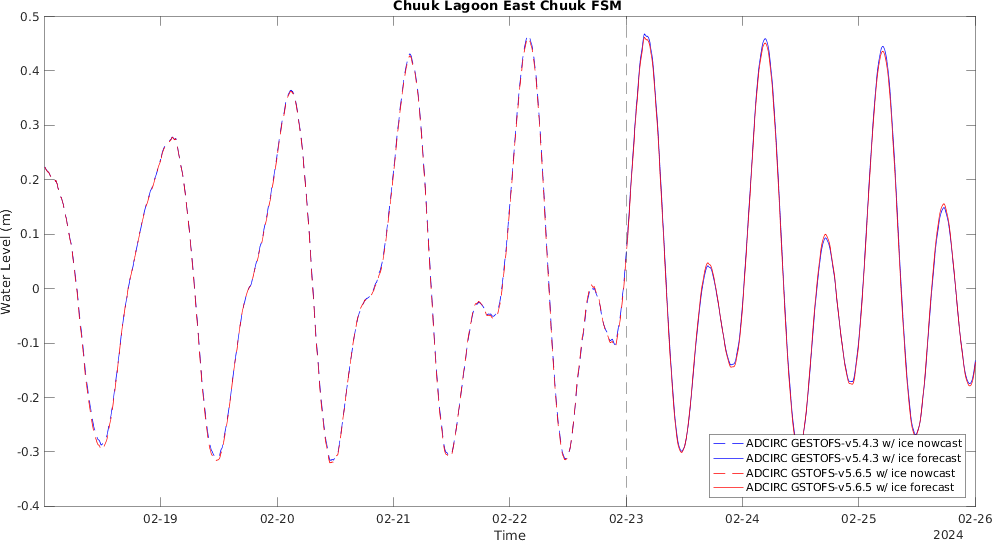 Chuuk Lagoon East Chuuk FSM
Water Level (m)
0.5
0.4
0.3
0.2
0.1
0
-0.1
-0.2
-0.3
-0.4
ADCIRC GESTOFS-v5.4.3 w/ ice nowcast
ADCIRC GESTOFS-v5.4.3 w/ ice forecast
ADCIRC GSTOFS-v5.6.5 w/ ice nowcast
ADCIRC GSTOFS-v5.6.5 w/ ice forecast
02-19
02-20
02-21
02-22
02-23
02-24
02-25
02-26
Time
2024